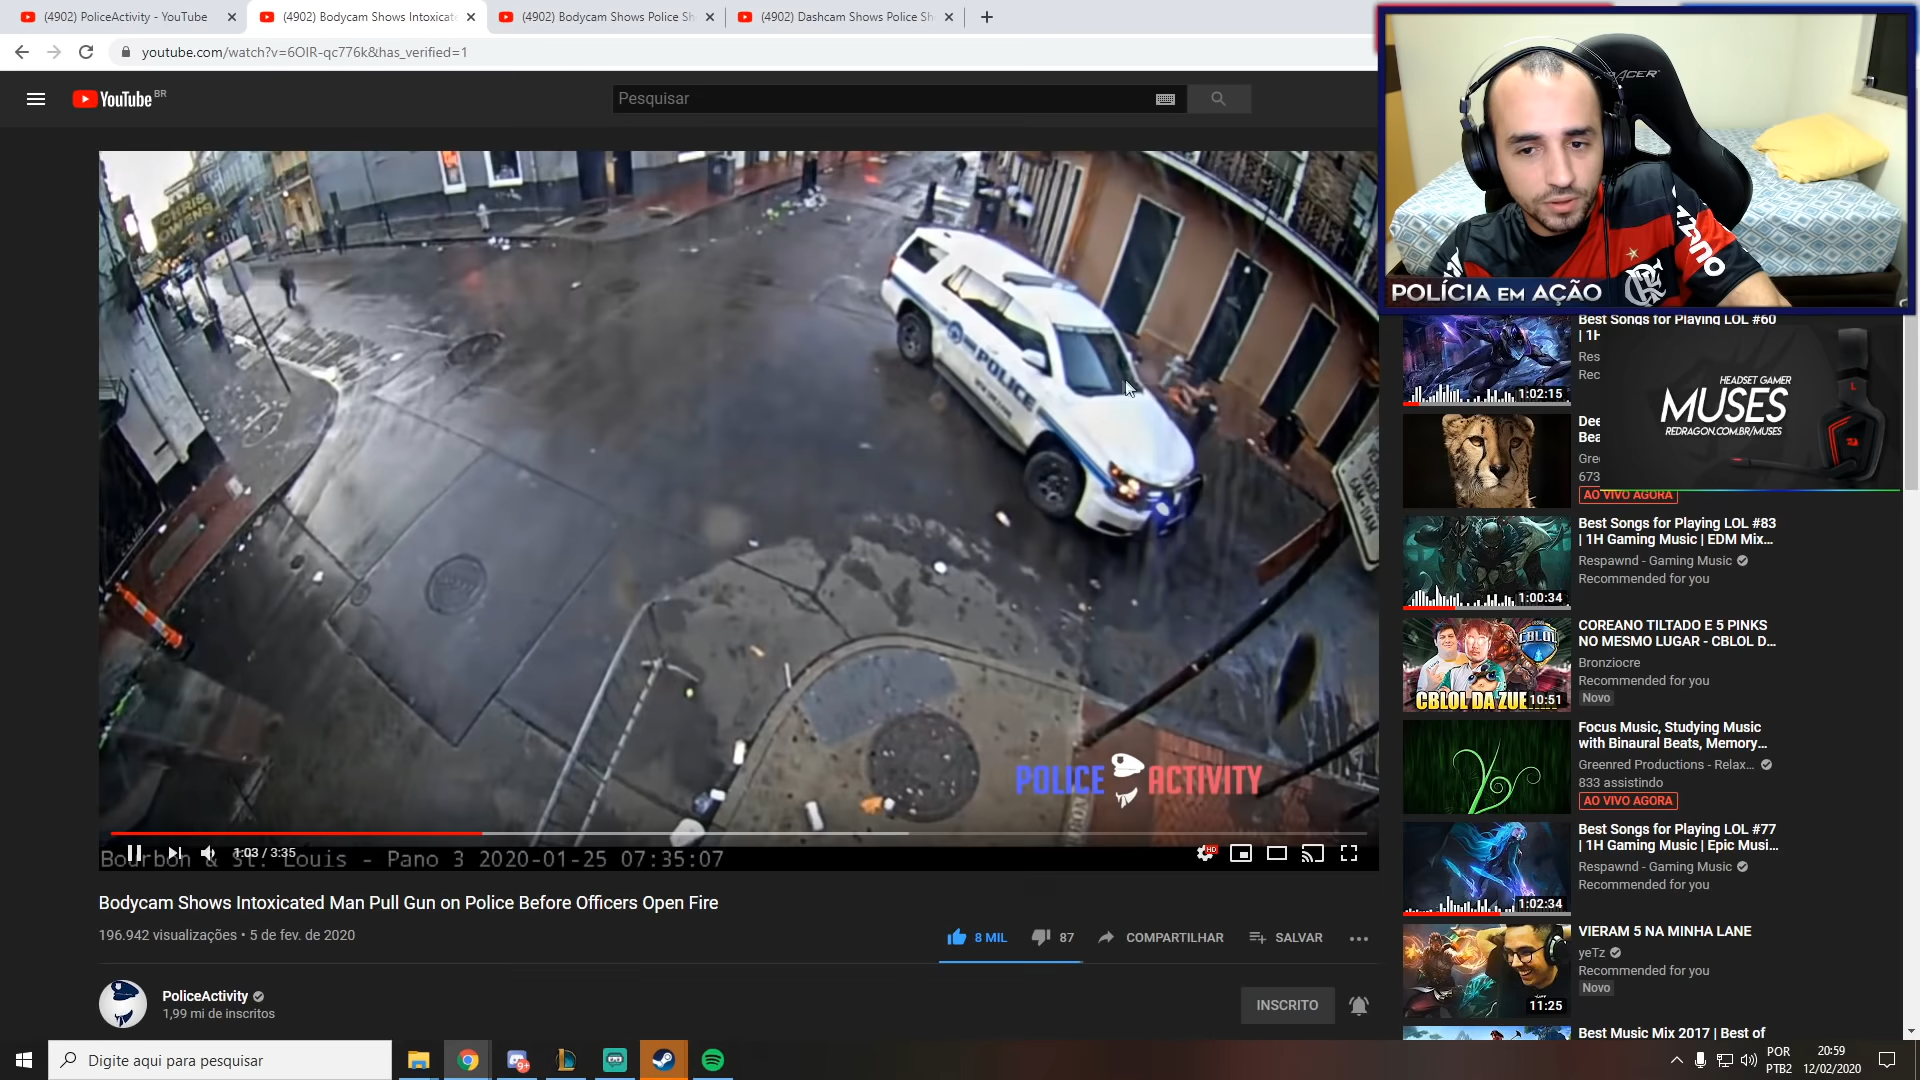 (4902) PoliceActivity - YouTube
(4902) Bodycam Shows Intoxicate
(4902) Bodycam Shows Police Sh
(4902) Dashcam Shows Police Sh
youtube.com/watch?v=6OIR-qc776k&has_verified=1
YouTube BR
Pesquisar
CHRIS OWENS
POLICE
POLICE ACTIVITY
1:03 / 3:35
HD
Bourbon & St. Louis - Pano 3 2020-01-25 07:35:07
Bodycam Shows Intoxicated Man Pull Gun on Police Before Officers Open Fire
196.942 visualizações • 5 de fev. de 2020
8 MIL
87
COMPARTILHAR
SALVAR
PoliceActivity
1,99 mi de inscritos
INSCRITO
POLÍCIA EM AÇÃO
Best Songs for Playing LOL #60
| 1H
1:02:15
HEADSET GAMER
MUSES
REDRAGON.COM.BR/MUSES
673
AO VIVO AGORA
Best Songs for Playing LOL #83
| 1H Gaming Music | EDM Mix...
Respawnd - Gaming Music
Recommended for you
1:00:34
COREANO TILTADO E 5 PINKS
NO MESMO LUGAR - CBLOL D...
Bronziocre
Recommended for you
Novo
CBLOL
CBLOL DA ZUE
10:51
Focus Music, Studying Music
with Binaural Beats, Memory...
Greenred Productions - Relax...
833 assistindo
AO VIVO AGORA
Best Songs for Playing LOL #77
| 1H Gaming Music | Epic Musi...
Respawnd - Gaming Music
Recommended for you
1:02:34
VIERAM 5 NA MINHA LANE
yeTz
Recommended for you
Novo
11:25
Best Music Mix 2017 | Best of
Digite aqui para pesquisar
9+
POR
PTB2
20:59
12/02/2020